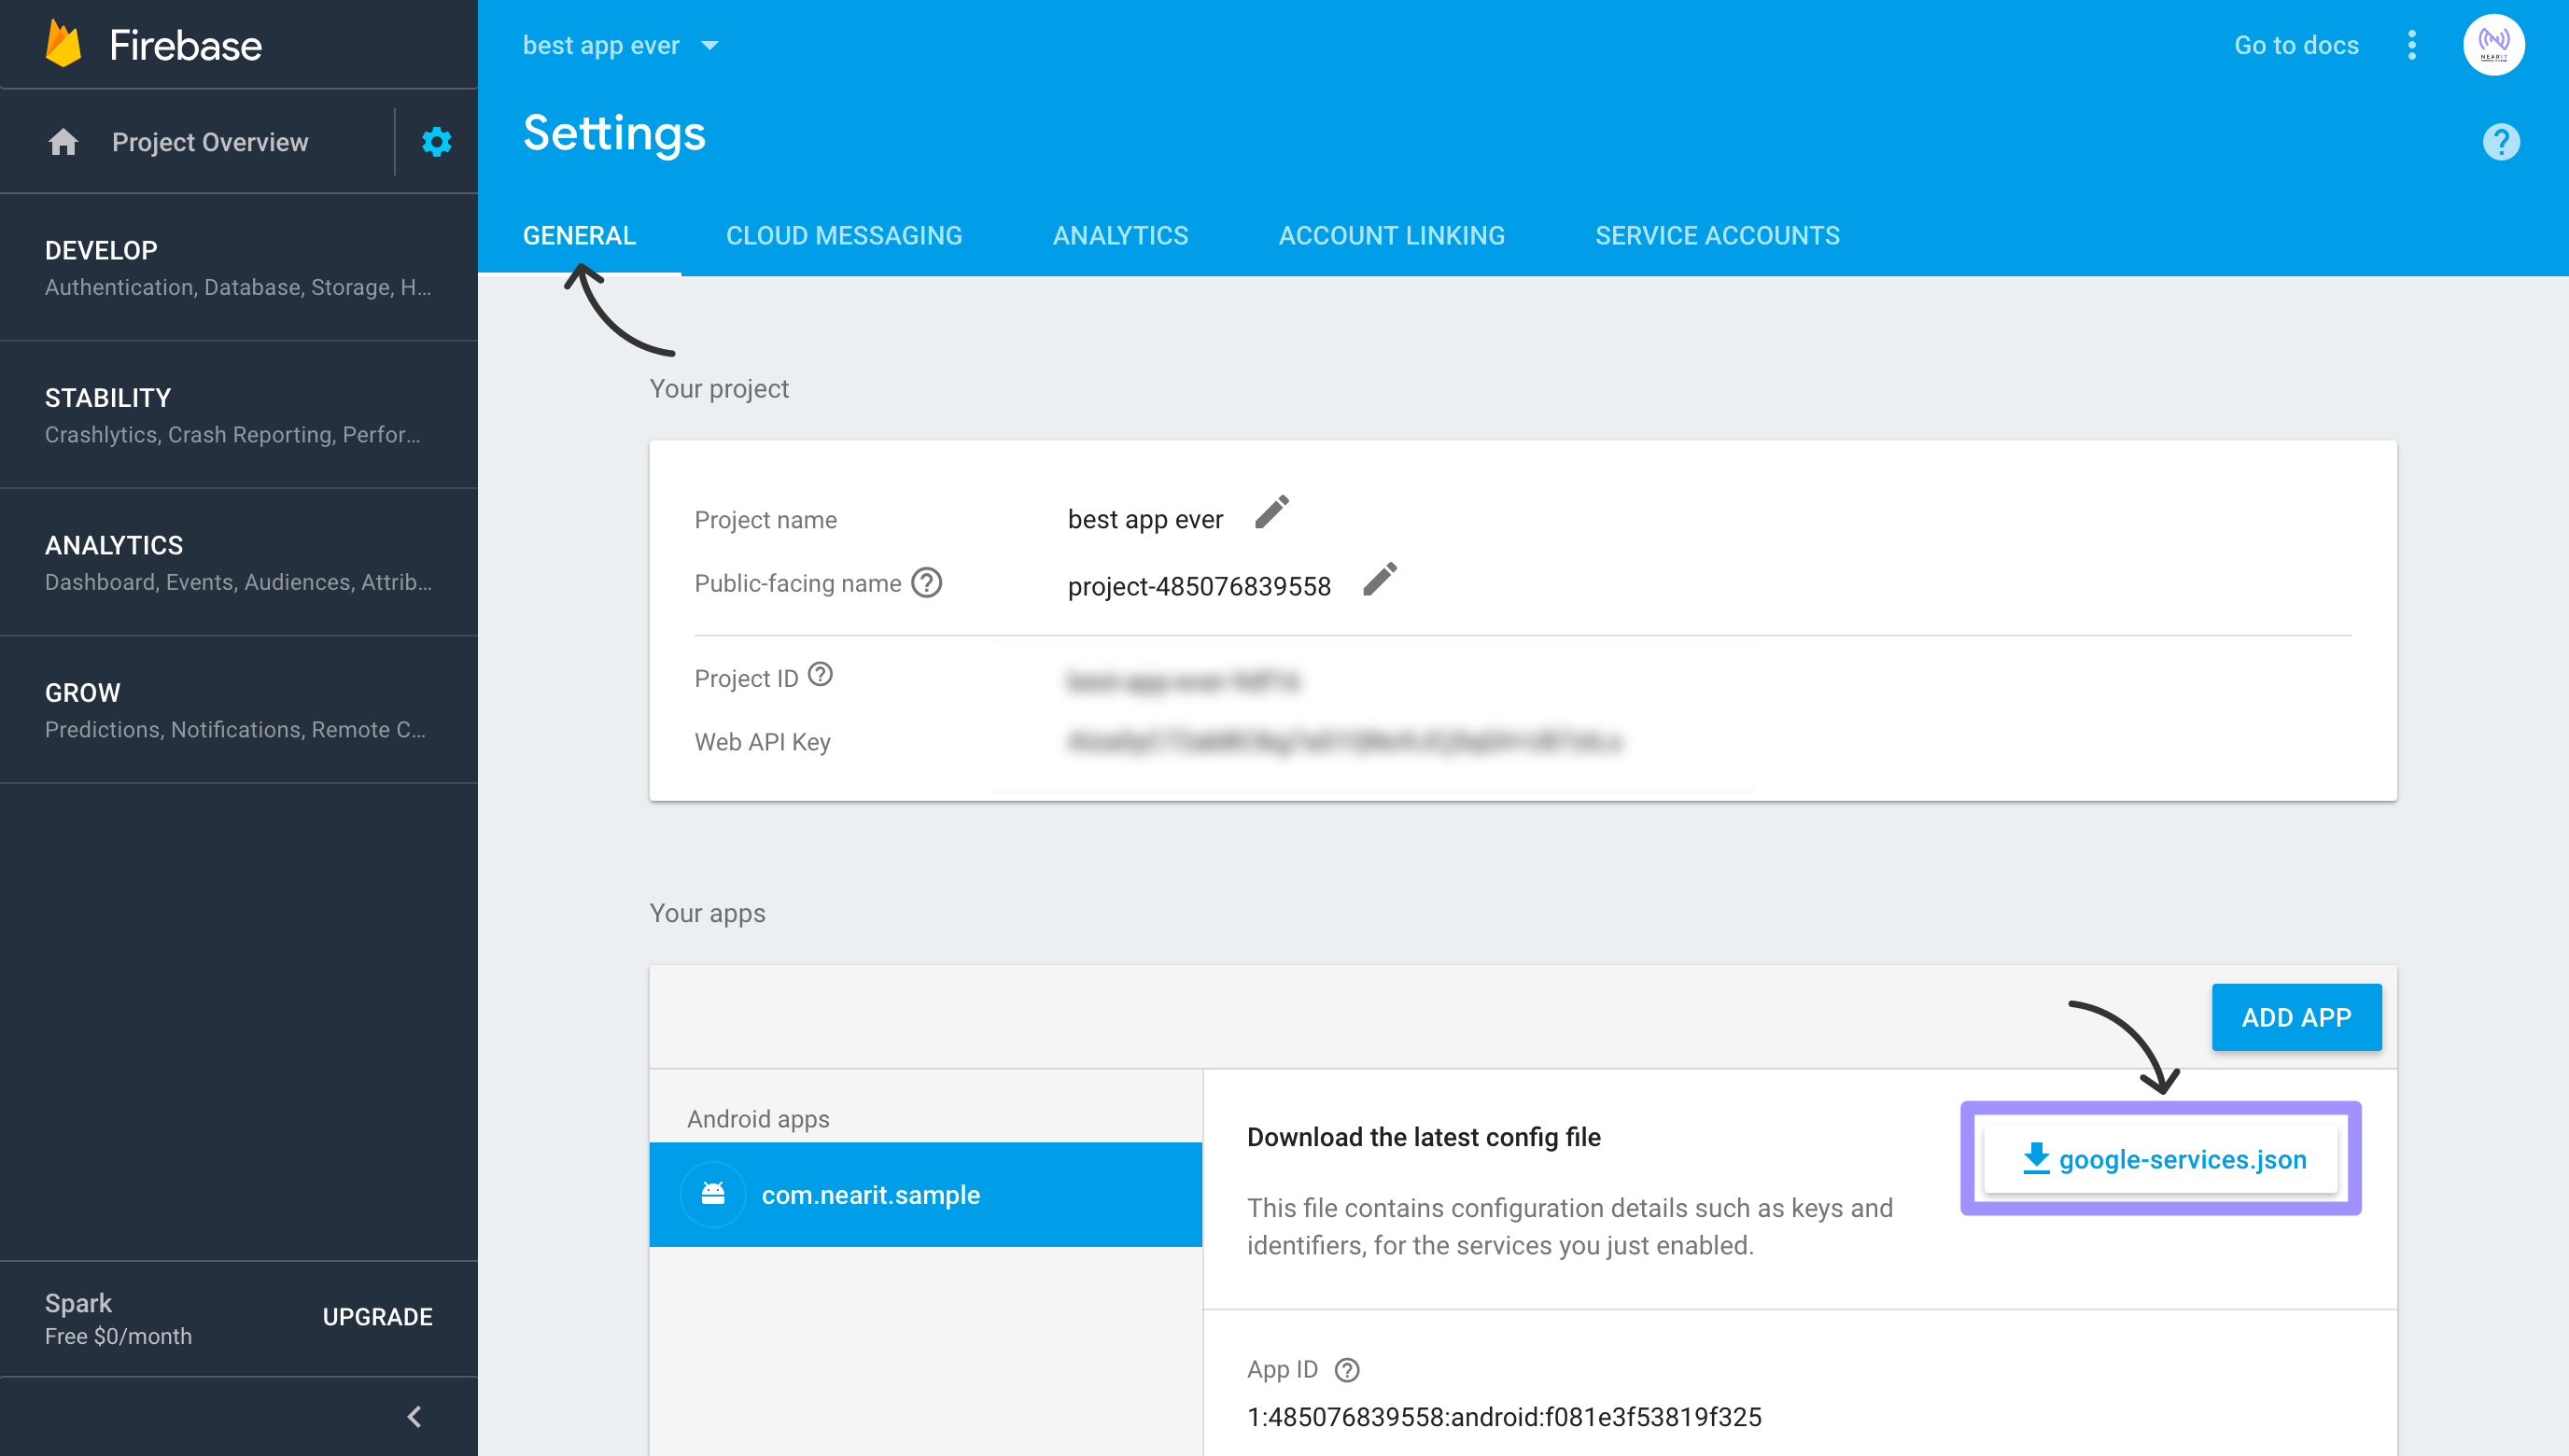 Firebase
Project Overview
DEVELOP
Authentication, Database, Storage, H...
STABILITY
Crashlytics, Crash Reporting, Perfor...
ANALYTICS
Dashboard, Events, Audiences, Attrib...
GROW
Predictions, Notifications, Remote C...
Spark
Free $0/month
UPGRADE
best app ever
Go to docs
NEARIT
Settings
GENERAL
CLOUD MESSAGING
ANALYTICS
ACCOUNT LINKING
SERVICE ACCOUNTS
Your project
Project name
best app ever
Public-facing name
project-485076839558
Project ID
Web API Key
Your apps
ADD APP
Android apps
com.nearit.sample
Download the latest config file
google-services.json
This file contains configuration details such as keys and
identifiers, for the services you just enabled.
App ID
1:485076839558:android:f081e3f53819f325